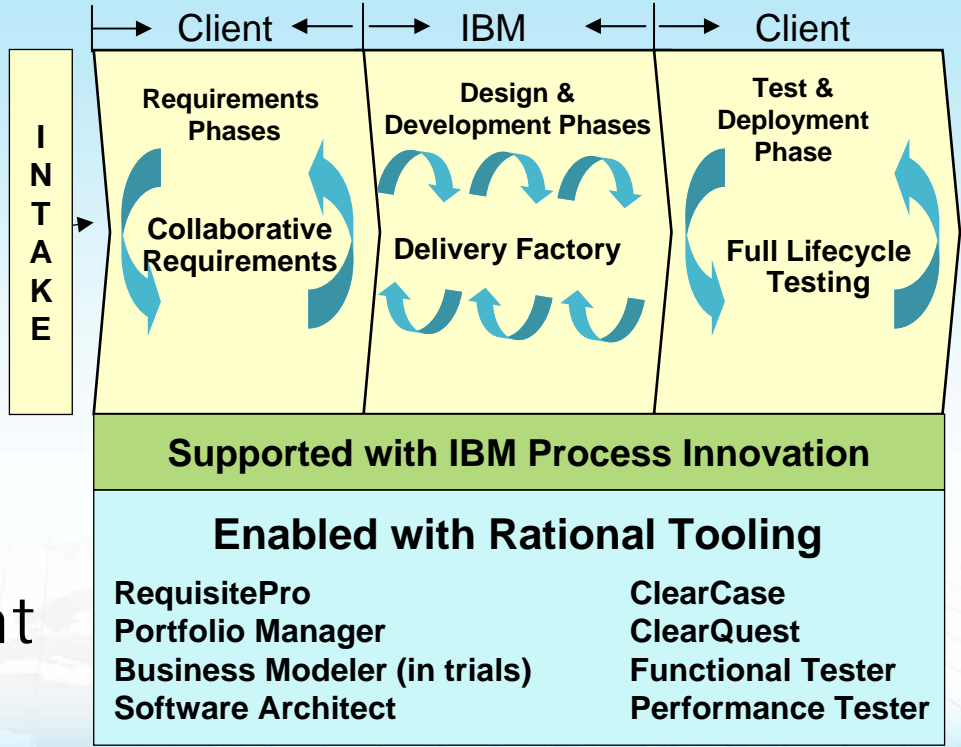 Client
IBM
Client
INTAKE
Requirements
Phases
Collaborative
Requirements
Design &
Development Phases
Delivery Factory
Test &
Deployment
Phase
Full Lifecycle
Testing
Supported with IBM Process Innovation
Enabled with Rational Tooling
RequisitePro
Portfolio Manager
Business Modeler (in trials)
Software Architect
ClearCase
ClearQuest
Functional Tester
Performance Tester
nt